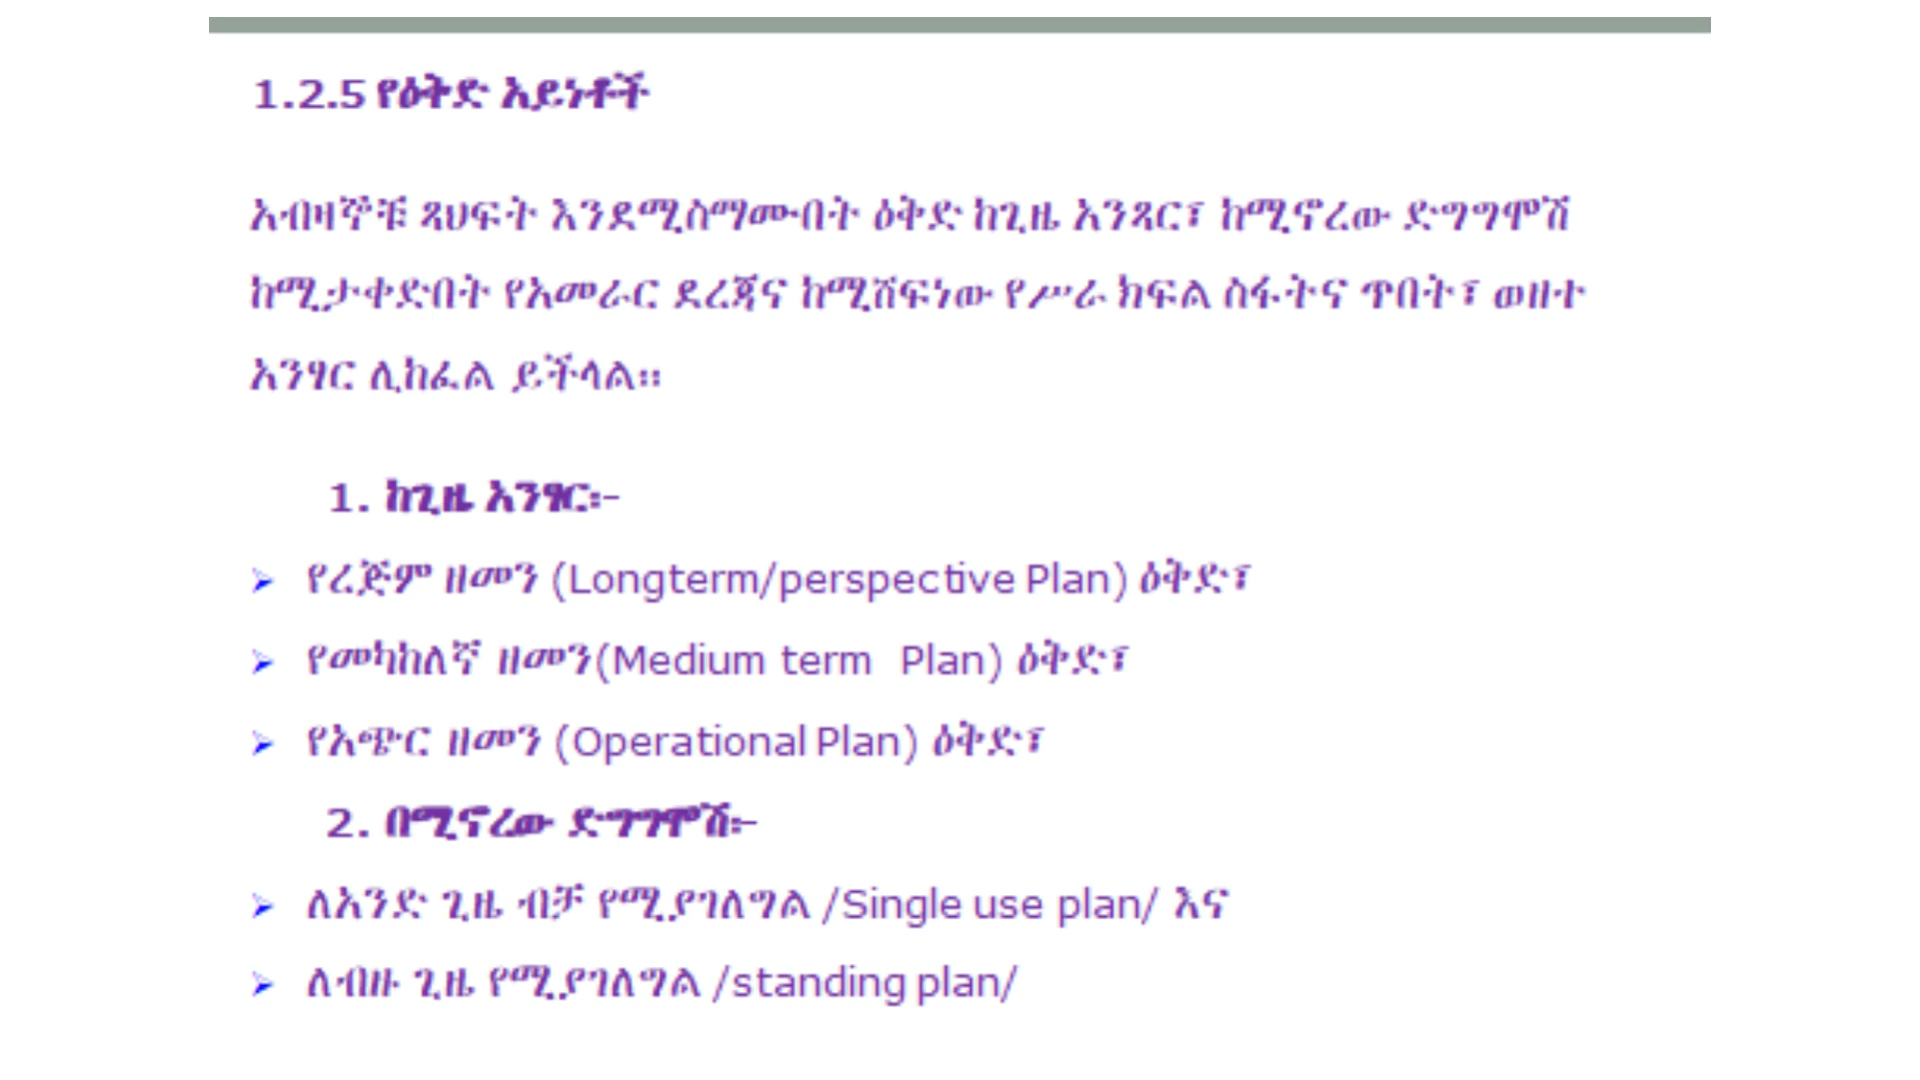 1.2.5 የዕቅድ አይነቶች
አብዛኞቹ ጻህፍት እንደሚስማሙበት ዕቅድ ከጊዜ አንጻር፣ ከሚኖረው ድግግሞሽ
ከሚታቀድበት የአመራር ደረጃና ከሚሸፍነው የሥራ ክፍል ስፋትና ጥበት፣ ወዘተ
አንፃር ሊከፈል ይችላል።
1. ከጊዜ አንፃር፡-
➢ የረጅም ዘመን (Longterm/perspective Plan) ዕቅድ፣
➢ የመካከለኛ ዘመን(Medium term Plan) ዕቅድ፣
➢ የአጭር ዘመን (Operational Plan) ዕቅድ፣
2. በሚኖረው ድግግሞሽ፡-
➢ ለአንድ ጊዜ ብቻ የሚያገለግል /Single use plan/ እና
➢ ለብዙ ጊዜ የሚያገለግል /standing plan/